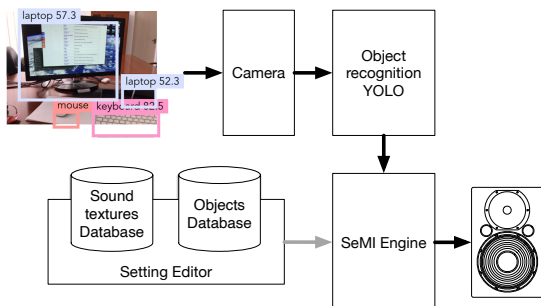 laptop 57.3
laptop 52.3
mouse
keyboard 82.5
Camera
Object
recognition
YOLO
Sound
textures
Database
Objects
Database
Setting Editor
SeMI Engine